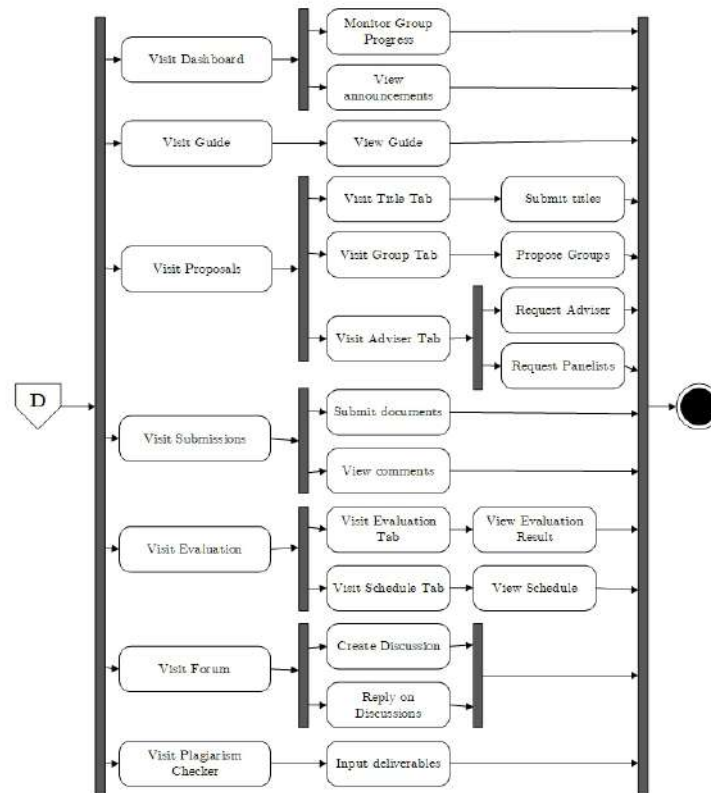 Monitor Group
Progress
Visit Dashboard
View
announcements
Visit Guide
View Guide
Visit Title Tab
Submit titles
Visit Group Tab
Propose Groups
Visit Proposals
Request Adviser
Visit Adviser Tab
Request Panelists
D
Submit documents
Visit Submissions
View comments
Visit Evaluation
Tab
View Evaluation
Result
Visit Evaluation
Visit Schedule Tab
View Schedule
Create Discussion
Visit Forum
Reply on
Discussions
Visit Plagiarism
Checker
Input deliverables